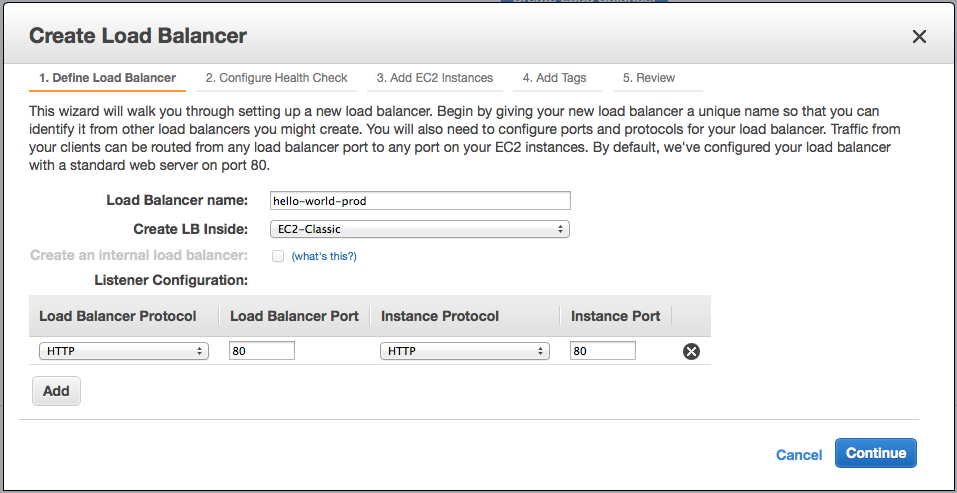 Create Load Balancer
1. Define Load Balancer 2. Configure Health Check 3. Add EC2 Instances 4. Add Tags 5. Review
This wizard will walk you through setting up a new load balancer. Begin by giving your new load balancer a unique name so that you can
identify it from other load balancers you might create. You will also need to configure ports and protocols for your load balancer. Traffic from
your clients can be routed from any load balancer port to any port on your EC2 instances. By default, we've configured your load balancer
with a standard web server on port 80.
Load Balancer name: hello-world-prod
Create LB Inside: EC2-Classic
Create an internal load balancer: (what's this?)
Listener Configuration:
Load Balancer Protocol Load Balancer Port Instance Protocol Instance Port
HTTP 80 HTTP 80
Add
Cancel Continue